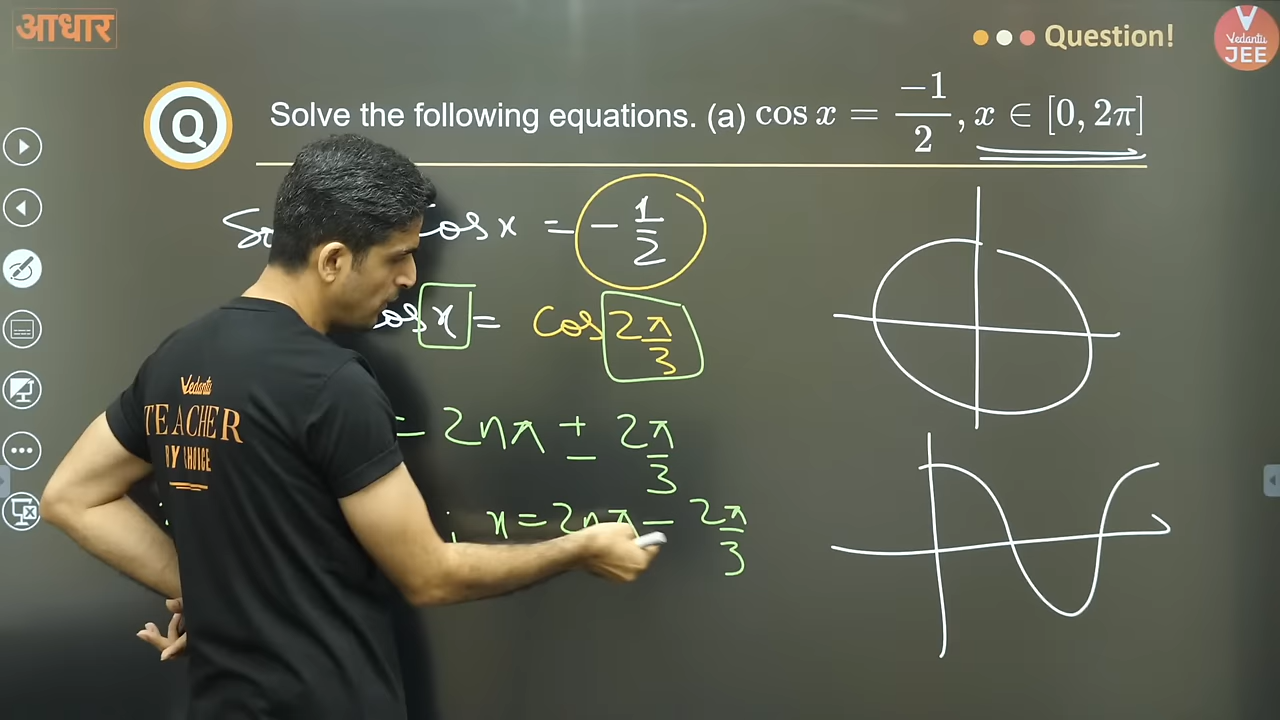 आधार
Question!
Vedantu
JEE
Q
Solve the following equations. (a) cos x = -1/2, x ∈ [0, 2π]
cos x = -1/2
x = cos 2π/3
= 2nπ ± 2π/3
; x = 2nπ - 2π/3
Vedantu
TEACHER
BY CHOICE